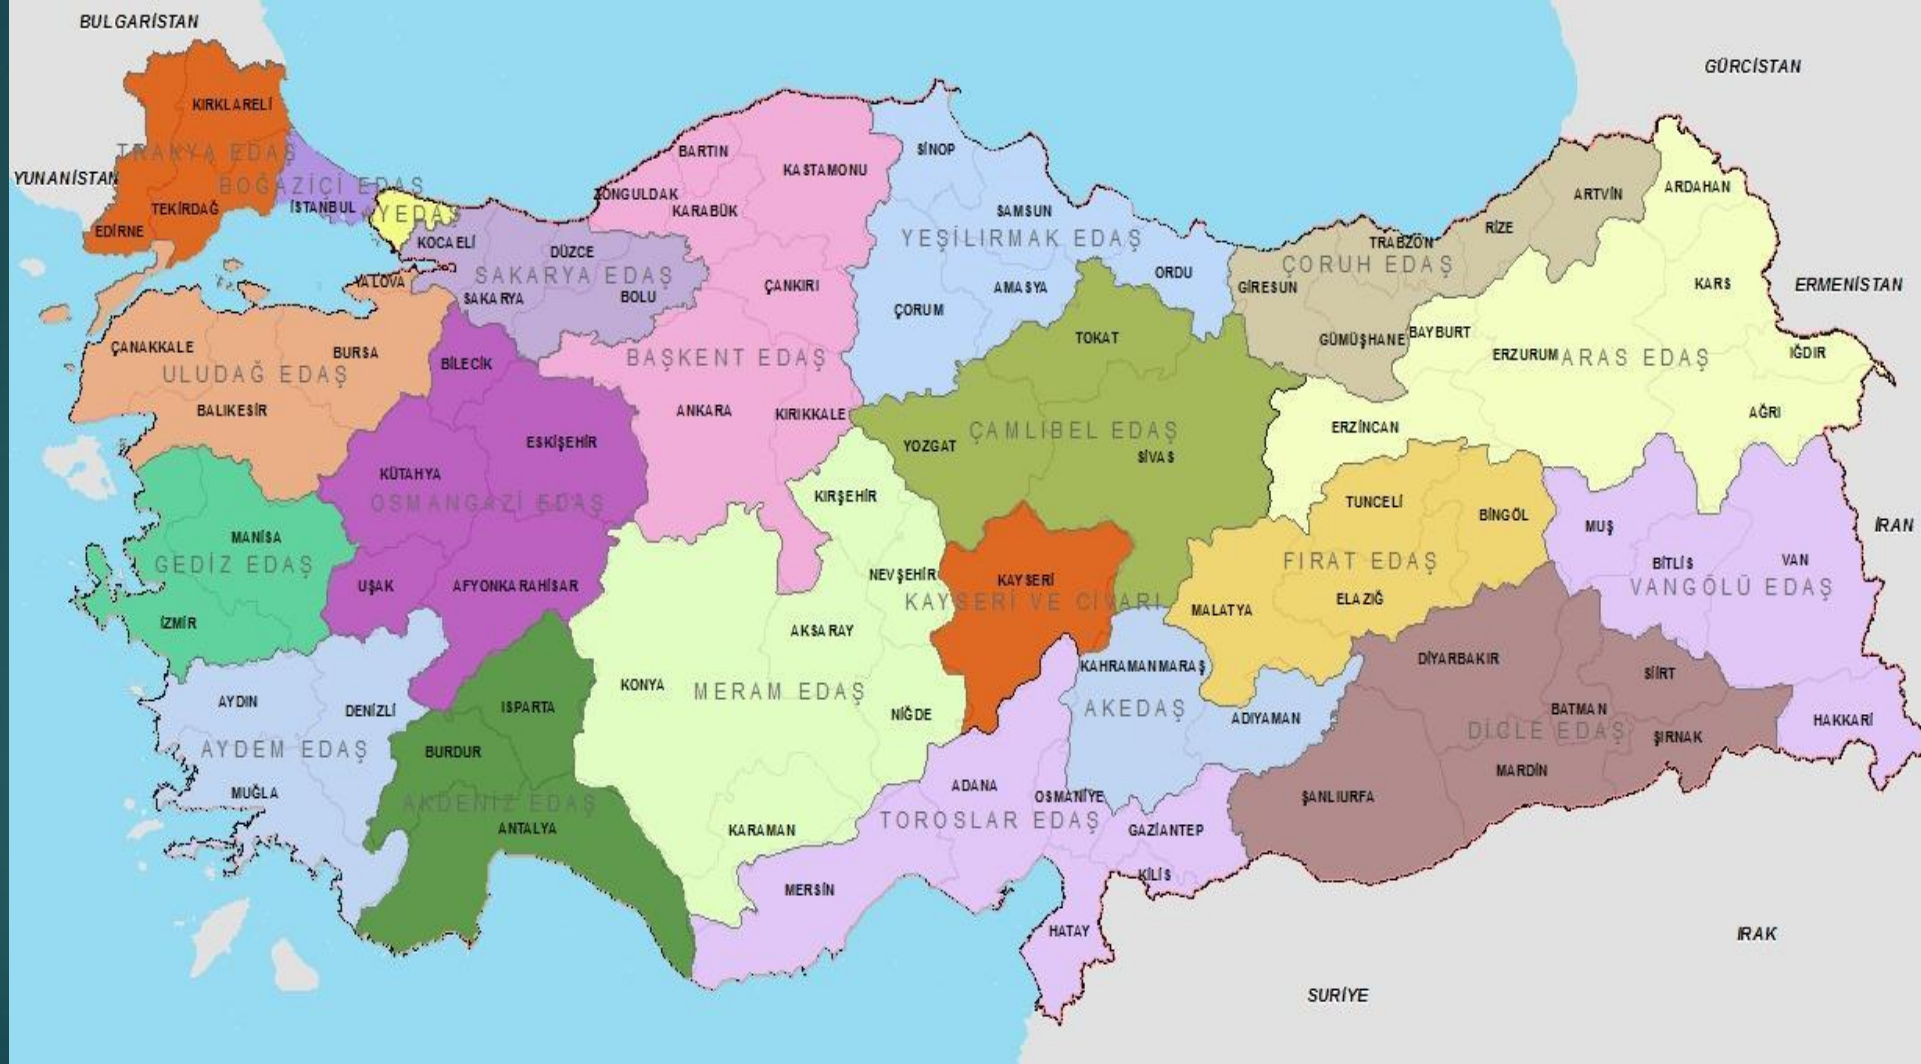 BULGARİSTAN
GÜRCİSTAN
KIRKLARELİ
TRAKYA EDAŞ
YUNANİSTAN
BOĞAZİÇİ EDAŞ
İSTANBUL
TEKİRDAĞ
EDİRNE
AYEDAŞ
KOCAELİ
DÜZCE
SAKARYA EDAŞ
YALOVA
SAKARYA
BOLU
BARTIN
KASTAMONU
ZONGULDAK
KARABÜK
ÇANKIRI
BAŞKENT EDAŞ
ANKARA
KIRIKKALE
SİNOP
SAMSUN
YEŞİLIRMAK EDAŞ
ORDU
AMASYA
ÇORUM
TOKAT
ÇAMLIBEL EDAŞ
YOZGAT
SİVAS
ARTVİN
RİZE
TRABZON
ÇORUH EDAŞ
GİRESUN
GÜMÜŞHANE
ARDAHAN
KARS
ERMENİSTAN
BAYBURT
ERZURUM
ARAS EDAŞ
IĞDIR
AĞRI
ERZİNCAN
ÇANAKKALE
BURSA
ULUDAĞ EDAŞ
BALIKESİR
BİLECİK
ESKİŞEHİR
KÜTAHYA
OSMANGAZİ EDAŞ
UŞAK
AFYONKARAHİSAR
MANİSA
GEDİZ EDAŞ
İZMİR
KIRŞEHİR
NEVŞEHİR
AKSARAY
KONYA
MERAM EDAŞ
NİĞDE
KARAMAN
KAYSERİ
KAYSERİ VE CİVARI
TUNCELİ
BİNGÖL
FIRAT EDAŞ
ELAZIĞ
MALATYA
MUŞ
BİTLİS
VAN
VANGÖLÜ EDAŞ
HAKKARİ
İRAN
AYDIN
DENİZLİ
AYDEM EDAŞ
MUĞLA
ISPARTA
BURDUR
AKDENİZ EDAŞ
ANTALYA
KAHRAMANMARAŞ
AKEDAŞ
ADIYAMAN
DİYARBAKIR
SİİRT
BATMAN
DİCLE EDAŞ
ŞIRNAK
MARDİN
ŞANLIURFA
ADANA
OSMANİYE
TOROSLAR EDAŞ
GAZİANTEP
KİLİS
MERSİN
HATAY
IRAK
SURİYE